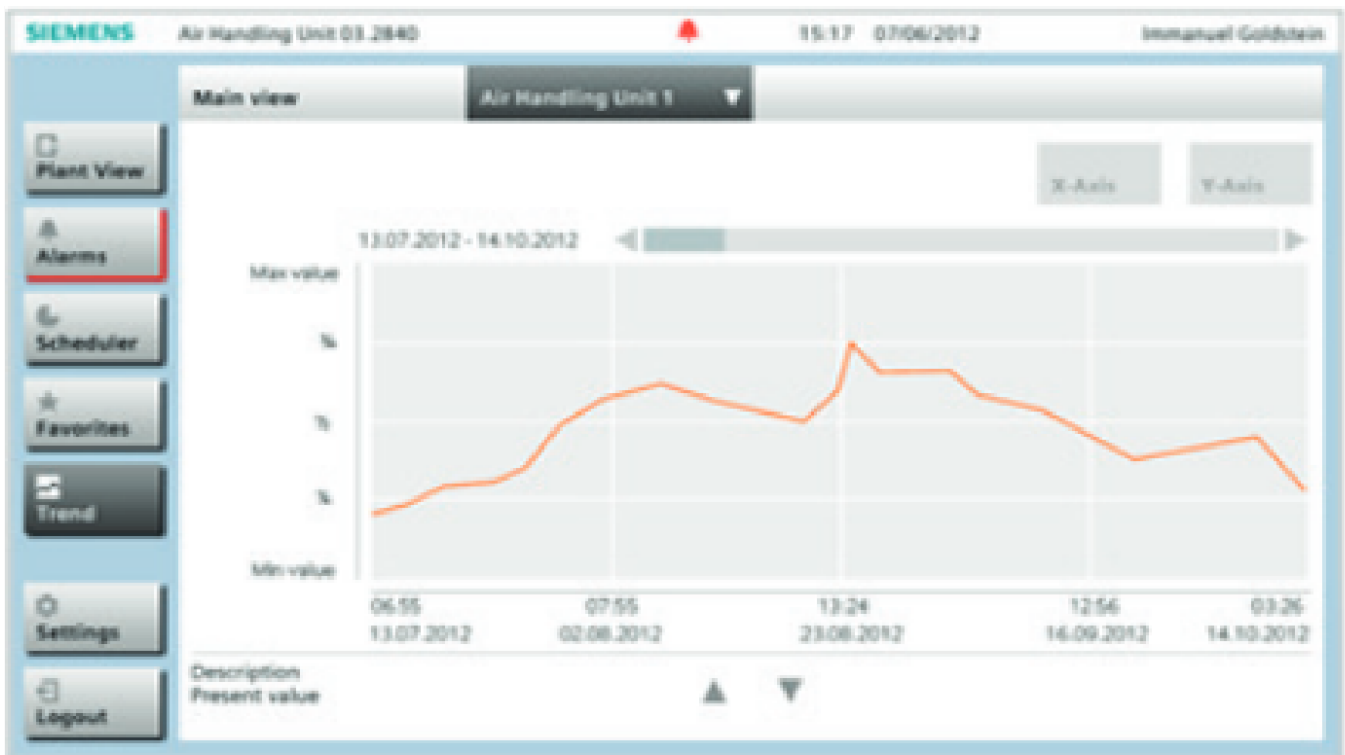 SIEMENS Air Handling Unit 03.2840 15:17 07/06/2012 Immanuel Goldstein
Main view Air Handling Unit 1
Plant View
X-Axis Y-Axis
Alarms
13.07.2012 - 14.10.2012
Max value
Scheduler
Favorites
Trend
Min value
06:55 07:55 13:24 12:56 03:26
13.07.2012 02.08.2012 23.08.2012 16.09.2012 14.10.2012
Settings
Description
Present value
Logout